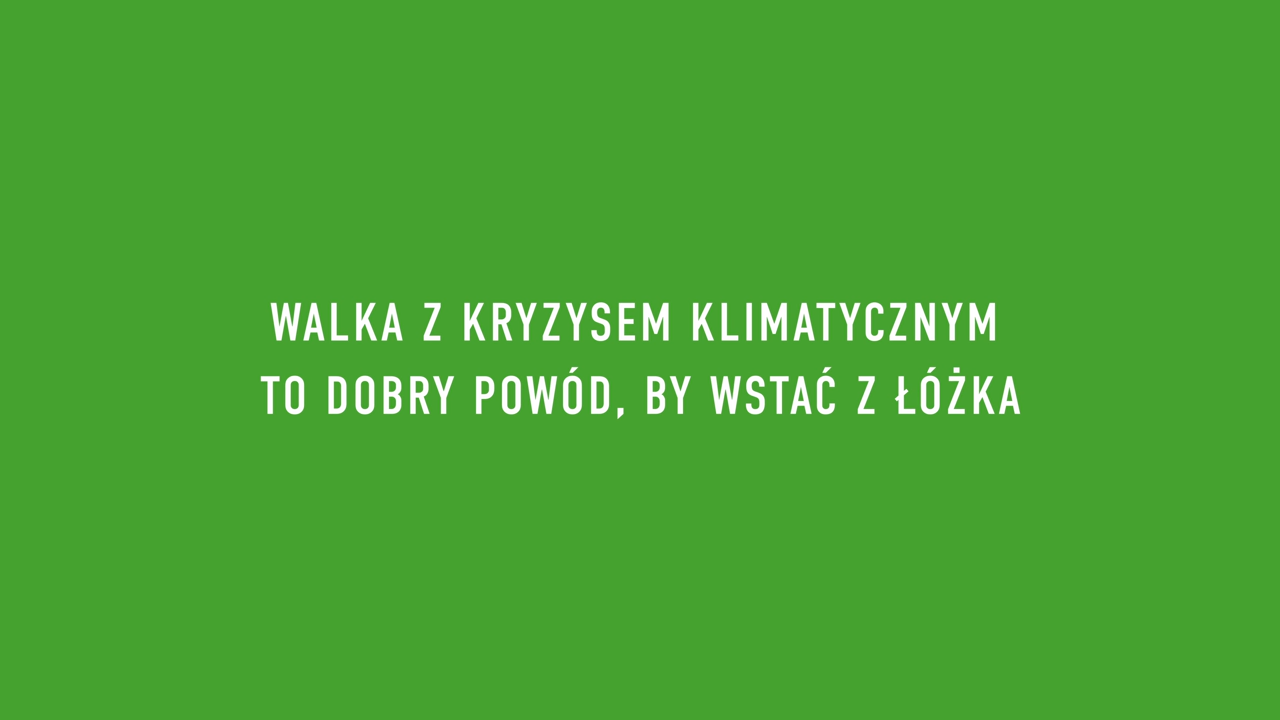 WALKA Z KRYZYSEM KLIMATYCZNYM
TO DOBRY POWÓD, BY WSTAĆ Z ŁÓŻKA